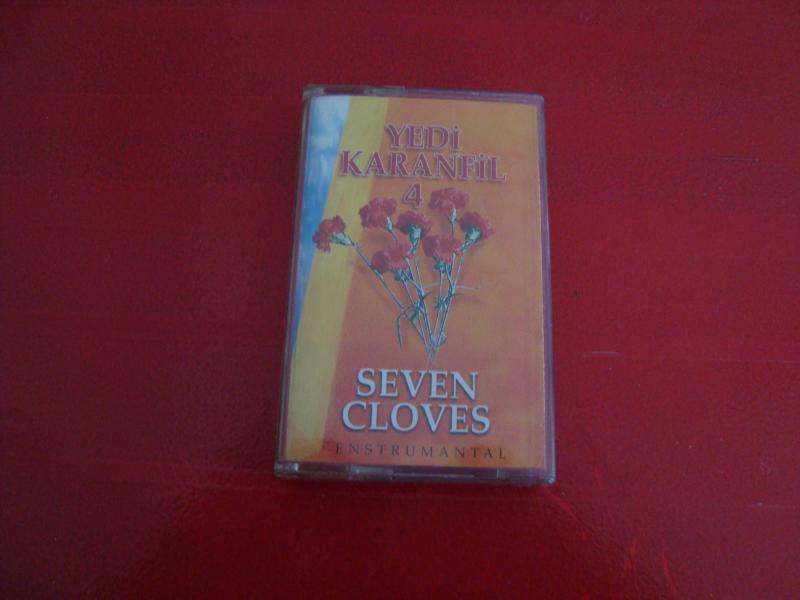 YEDİ
KARANFİL
4
SEVEN
CLOVES
ENSTRUMANTAL